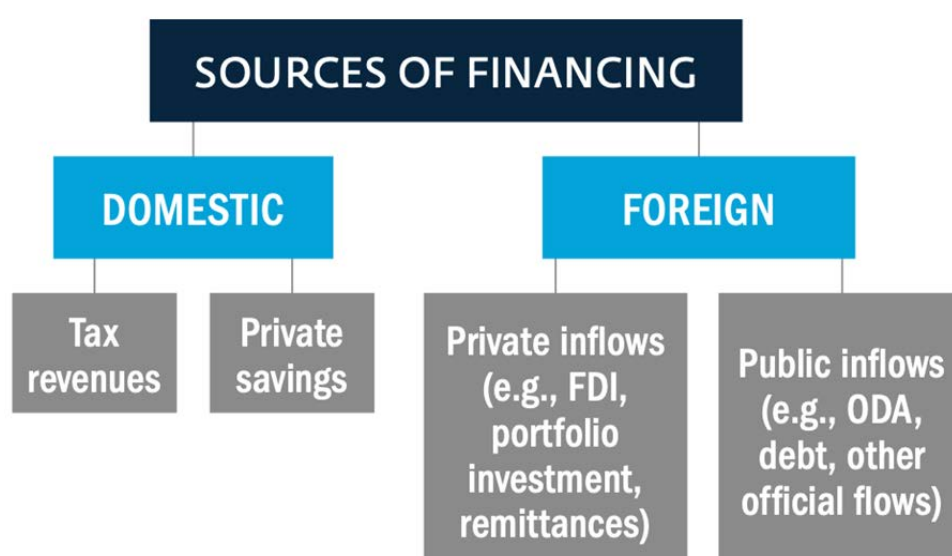 SOURCES OF FINANCING
DOMESTIC
FOREIGN
Tax
revenues
Private
savings
Private inflows
(e.g., FDI,
portfolio
investment,
remittances)
Public inflows
(e.g., ODA,
debt, other
official flows)